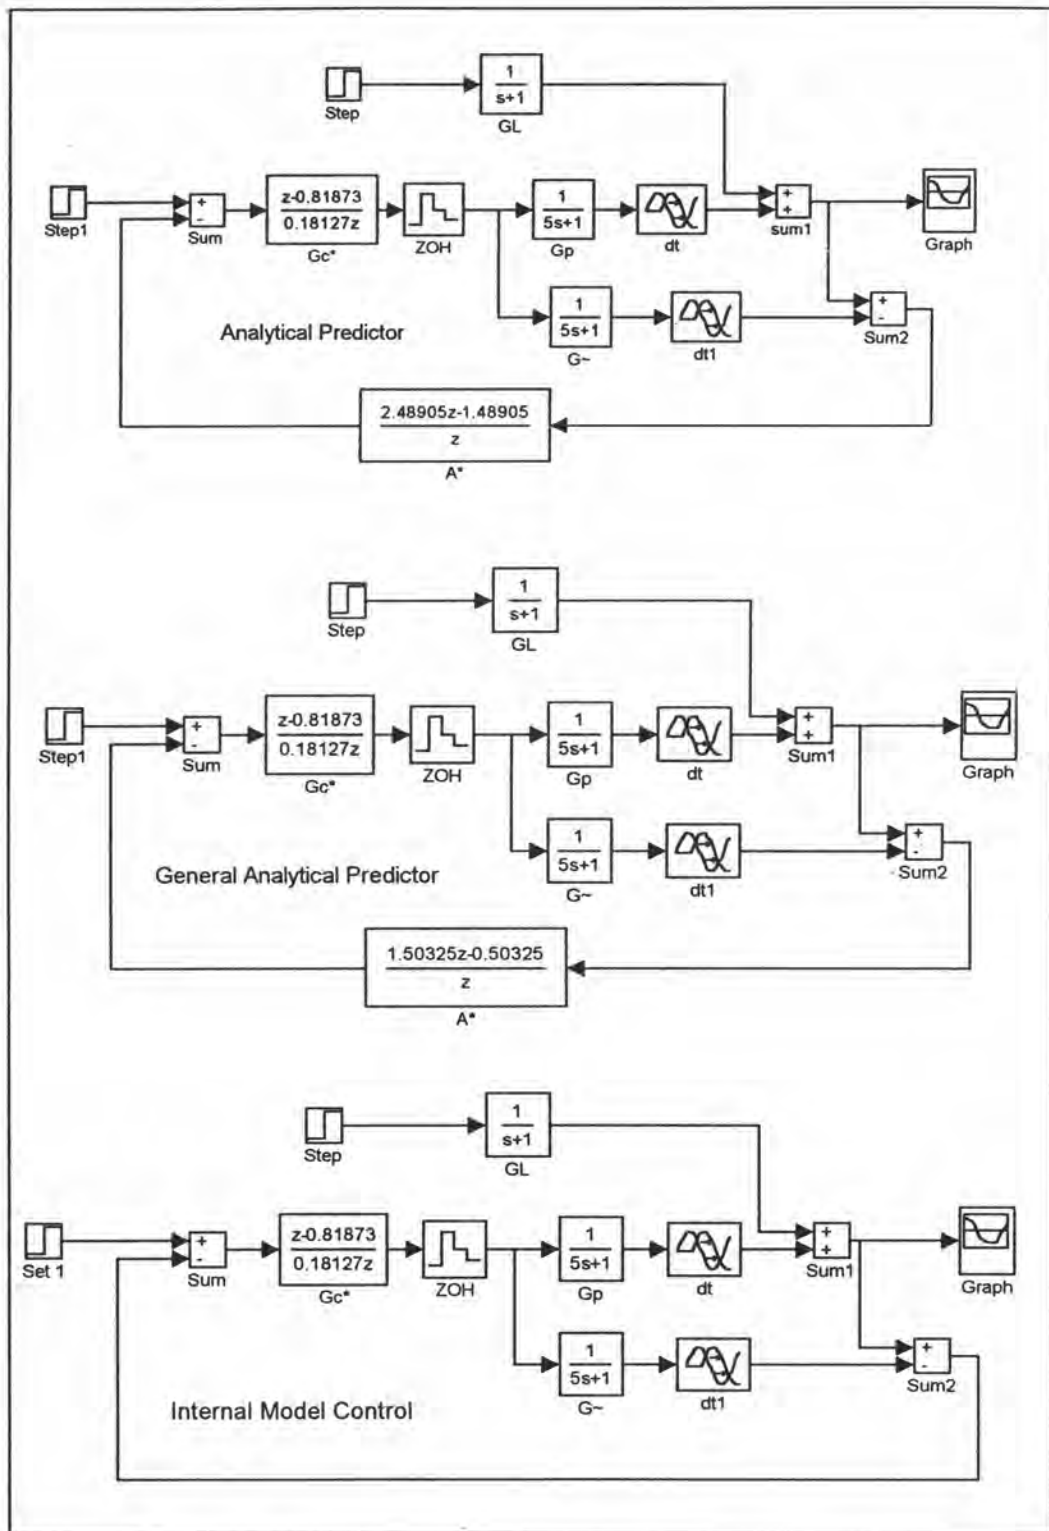 1
s+1
Step
GL
Step1
+
-
Sum
z-0.81873
0.18127z
Gc*
ZOH
1
5s+1
Gp
dt
+
+
sum1
Graph
Analytical Predictor
1
5s+1
G~
dt1
+
-
Sum2
2.48905z-1.48905
z
A*
1
s+1
Step
GL
Step1
+
-
Sum
z-0.81873
0.18127z
Gc*
ZOH
1
5s+1
Gp
dt
+
+
Sum1
Graph
General Analytical Predictor
1
5s+1
G~
dt1
+
-
Sum2
1.50325z-0.50325
z
A*
1
s+1
Step
GL
Set 1
+
-
Sum
z-0.81873
0.18127z
Gc*
ZOH
1
5s+1
Gp
dt
+
+
Sum1
Graph
Internal Model Control
1
5s+1
G~
dt1
+
-
Sum2